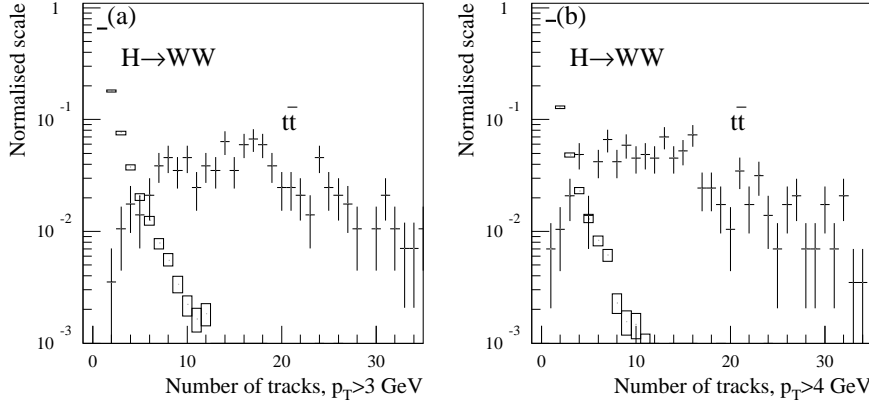 Normalised scale
1
10^-1
10^-2
10^-3
(a)
H→WW
tt̄
0 10 20 30
Number of tracks, p_T>3 GeV
Normalised scale
1
10^-1
10^-2
10^-3
(b)
H→WW
tt̄
0 10 20 30
Number of tracks, p_T>4 GeV